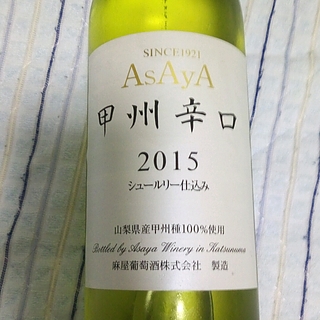 SINCE1921
AsAyA
甲州辛口
2015
シュールリー仕込み
山梨県産甲州種100%使用
Bottled by Asaya Winery in Katsunuma
麻屋葡萄酒株式会社 製造